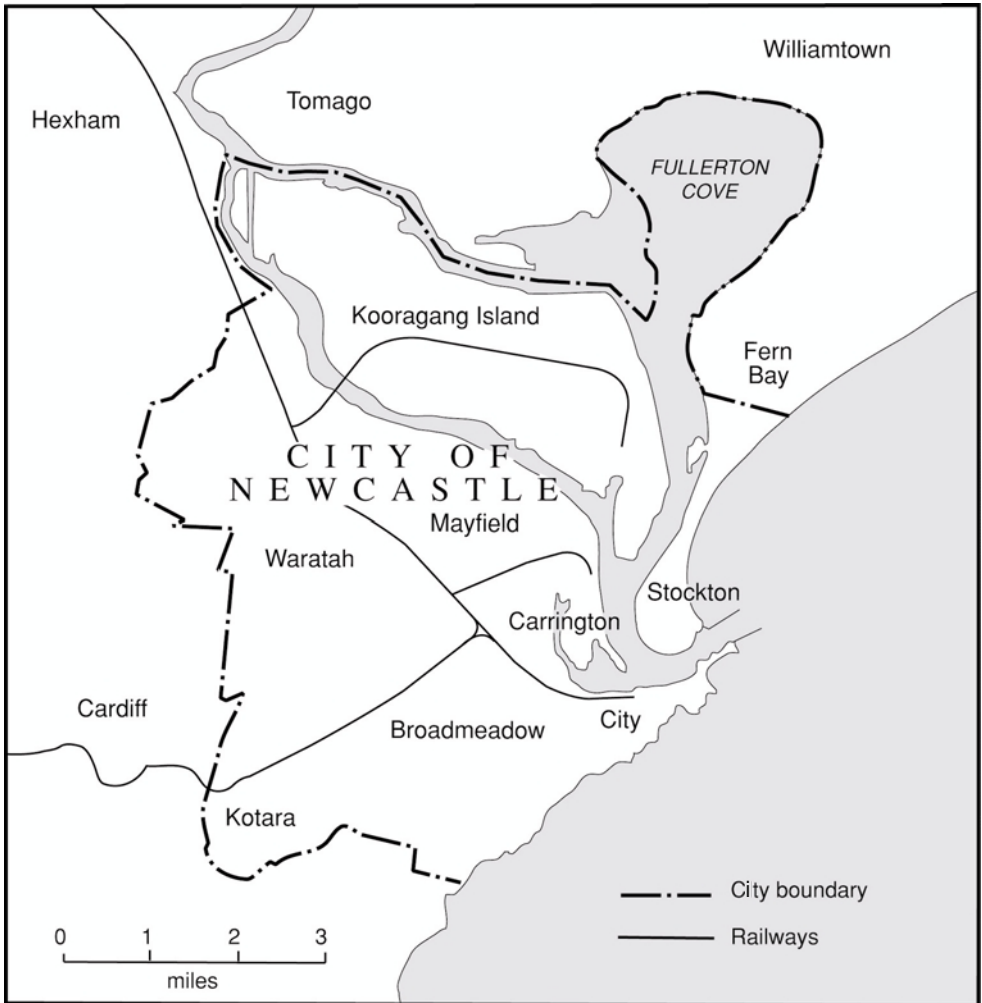 Williamtown
Tomago
Hexham
FULLERTON
COVE
Kooragang Island
Fern
Bay
CITY OF
NEWCASTLE
Mayfield
Waratah
Stockton
Carrington
Cardiff
City
Broadmeadow
Kotara
City boundary
Railways
0 1 2 3
miles